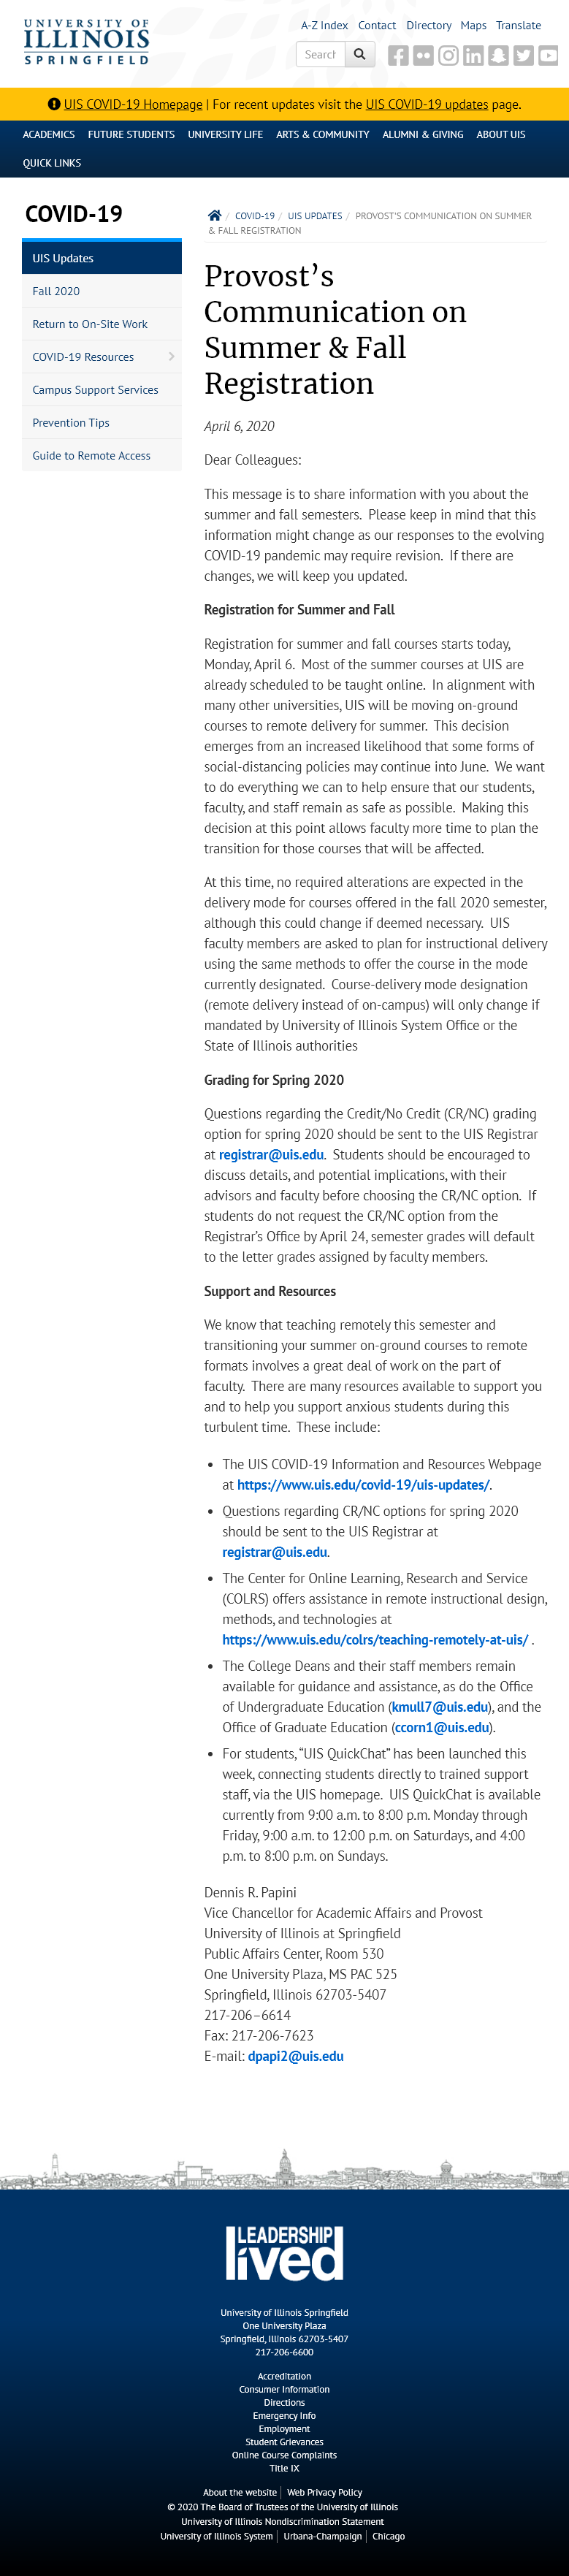 UNIVERSITY OF
ILLINOIS
SPRINGFIELD
A-Z Index Contact Directory Maps Translate
Search
UIS COVID-19 Homepage | For recent updates visit the UIS COVID-19 updates page.
ACADEMICS FUTURE STUDENTS UNIVERSITY LIFE ARTS & COMMUNITY ALUMNI & GIVING ABOUT UIS
QUICK LINKS
COVID-19
UIS Updates
Fall 2020
Return to On-Site Work
COVID-19 Resources
Campus Support Services
Prevention Tips
Guide to Remote Access
/ COVID-19 / UIS UPDATES / PROVOST'S COMMUNICATION ON SUMMER
& FALL REGISTRATION
Provost’s
Communication on
Summer & Fall
Registration
April 6, 2020
Dear Colleagues:
This message is to share information with you about the
summer and fall semesters.  Please keep in mind that this
information might change as our responses to the evolving
COVID-19 pandemic may require revision.  If there are
changes, we will keep you updated.
Registration for Summer and Fall
Registration for summer and fall courses starts today,
Monday, April 6.  Most of the summer courses at UIS are
already scheduled to be taught online.  In alignment with
many other universities, UIS will be moving on-ground
courses to remote delivery for summer.  This decision
emerges from an increased likelihood that some forms of
social-distancing policies may continue into June.  We want
to do everything we can to help ensure that our students,
faculty, and staff remain as safe as possible.  Making this
decision at this point allows faculty more time to plan the
transition for those courses that will be affected.
At this time, no required alterations are expected in the
delivery mode for courses offered in the fall 2020 semester,
although this could change if deemed necessary.  UIS
faculty members are asked to plan for instructional delivery
using the same methods to offer the course in the mode
currently designated.  Course-delivery mode designation
(remote delivery instead of on-campus) will only change if
mandated by University of Illinois System Office or the
State of Illinois authorities
Grading for Spring 2020
Questions regarding the Credit/No Credit (CR/NC) grading
option for spring 2020 should be sent to the UIS Registrar
at registrar@uis.edu.  Students should be encouraged to
discuss details, and potential implications, with their
advisors and faculty before choosing the CR/NC option.  If
students do not request the CR/NC option from the
Registrar’s Office by April 24, semester grades will default
to the letter grades assigned by faculty members.
Support and Resources
We know that teaching remotely this semester and
transitioning your summer on-ground courses to remote
formats involves a great deal of work on the part of
faculty.  There are many resources available to support you
and to help you support anxious students during this
turbulent time.  These include:
• The UIS COVID-19 Information and Resources Webpage
at https://www.uis.edu/covid-19/uis-updates/.
• Questions regarding CR/NC options for spring 2020
should be sent to the UIS Registrar at
registrar@uis.edu.
• The Center for Online Learning, Research and Service
(COLRS) offers assistance in remote instructional design,
methods, and technologies at
https://www.uis.edu/colrs/teaching-remotely-at-uis/ .
• The College Deans and their staff members remain
available for guidance and assistance, as do the Office
of Undergraduate Education (kmull7@uis.edu), and the
Office of Graduate Education (ccorn1@uis.edu).
• For students, “UIS QuickChat” has been launched this
week, connecting students directly to trained support
staff, via the UIS homepage.  UIS QuickChat is available
currently from 9:00 a.m. to 8:00 p.m. Monday through
Friday, 9:00 a.m. to 12:00 p.m. on Saturdays, and 4:00
p.m. to 8:00 p.m. on Sundays.
Dennis R. Papini
Vice Chancellor for Academic Affairs and Provost
University of Illinois at Springfield
Public Affairs Center, Room 530
One University Plaza, MS PAC 525
Springfield, Illinois 62703-5407
217-206–6614
Fax: 217-206-7623
E-mail: dpapi2@uis.edu
LEADERSHIP
lived
University of Illinois Springfield
One University Plaza
Springfield, Illinois 62703-5407
217-206-6600
Accreditation
Consumer Information
Directions
Emergency Info
Employment
Student Grievances
Online Course Complaints
Title IX
About the website | Web Privacy Policy
© 2020 The Board of Trustees of the University of Illinois
University of Illinois Nondiscrimination Statement
University of Illinois System | Urbana-Champaign | Chicago